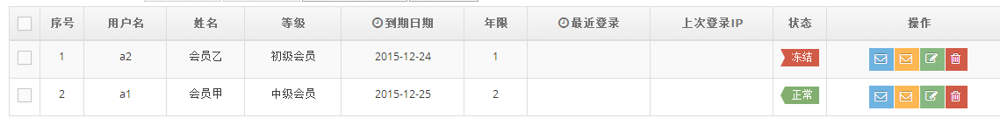 序号 用户名 姓名 等级 到期日期 年限 最近登录 上次登录IP 状态 操作
1 a2 会员乙 初级会员 2015-12-24 1 冻结
2 a1 会员甲 中级会员 2015-12-25 2 正常